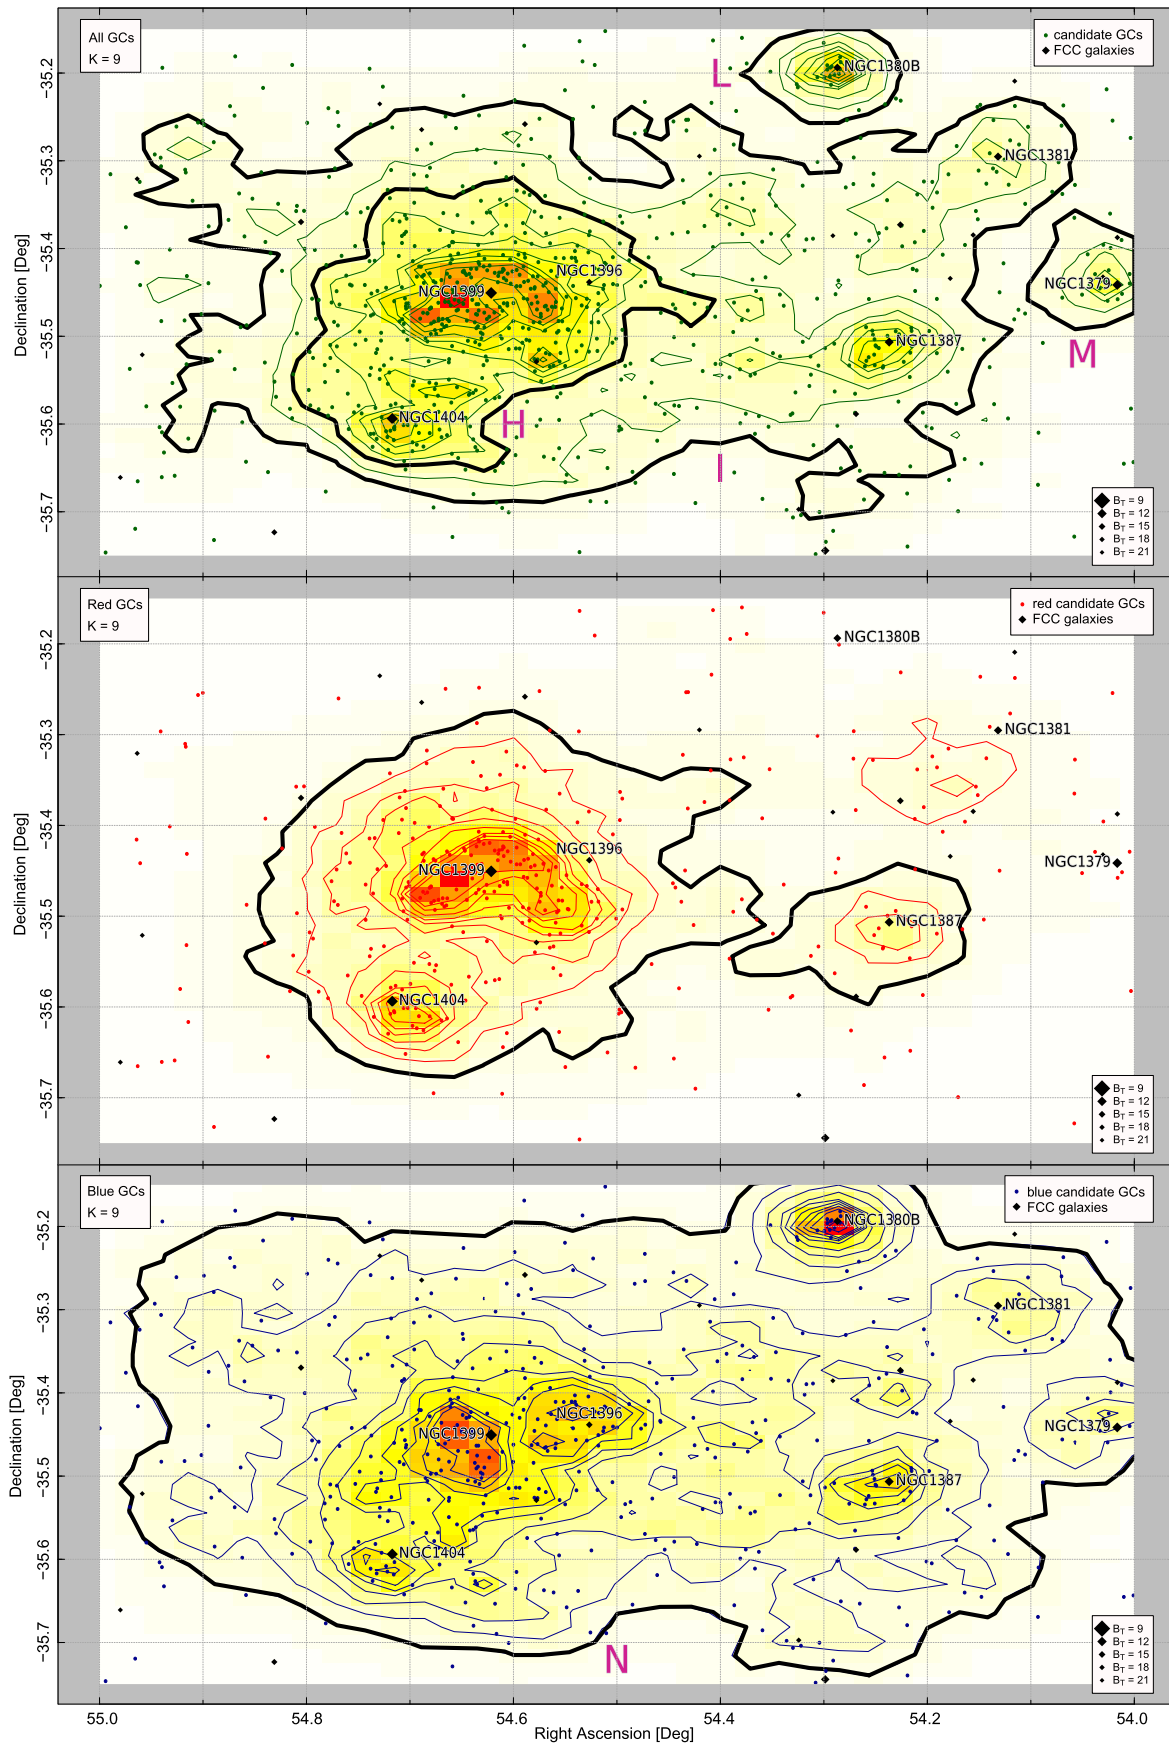 All GCs
K = 9
candidate GCs
FCC galaxies
L
NGC1380B
NGC1381
NGC1396
NGC1399
NGC1379
NGC1387
M
NGC1404
H
I
B_T = 9
B_T = 12
B_T = 15
B_T = 18
B_T = 21
−35.2
−35.3
−35.4
−35.5
−35.6
−35.7
Declination [Deg]
Red GCs
K = 9
red candidate GCs
FCC galaxies
NGC1380B
NGC1381
NGC1396
NGC1399
NGC1379
NGC1387
NGC1404
B_T = 9
B_T = 12
B_T = 15
B_T = 18
B_T = 21
−35.2
−35.3
−35.4
−35.5
−35.6
−35.7
Declination [Deg]
Blue GCs
K = 9
blue candidate GCs
FCC galaxies
NGC1380B
NGC1381
NGC1396
NGC1399
NGC1379
NGC1387
NGC1404
N
B_T = 9
B_T = 12
B_T = 15
B_T = 18
B_T = 21
−35.2
−35.3
−35.4
−35.5
−35.6
−35.7
Declination [Deg]
55.0 54.8 54.6 54.4 54.2 54.0
Right Ascension [Deg]